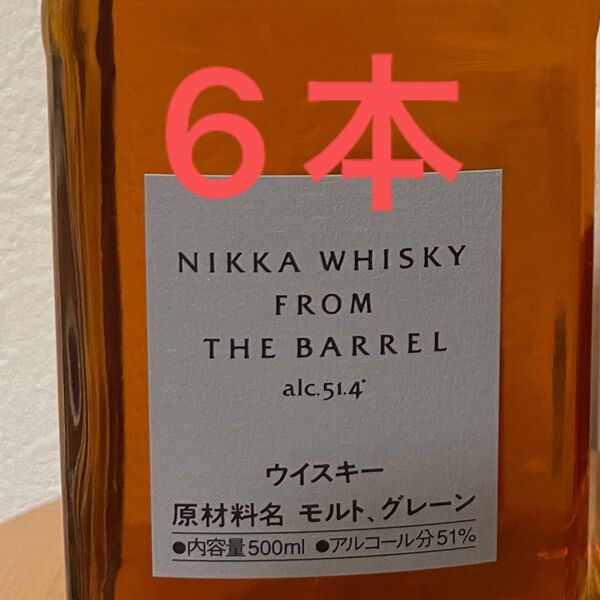 6本
NIKKA WHISKY
FROM
THE BARREL
alc.51.4°
ウイスキー
原材料名 モルト、グレーン
●内容量500ml ●アルコール分51%